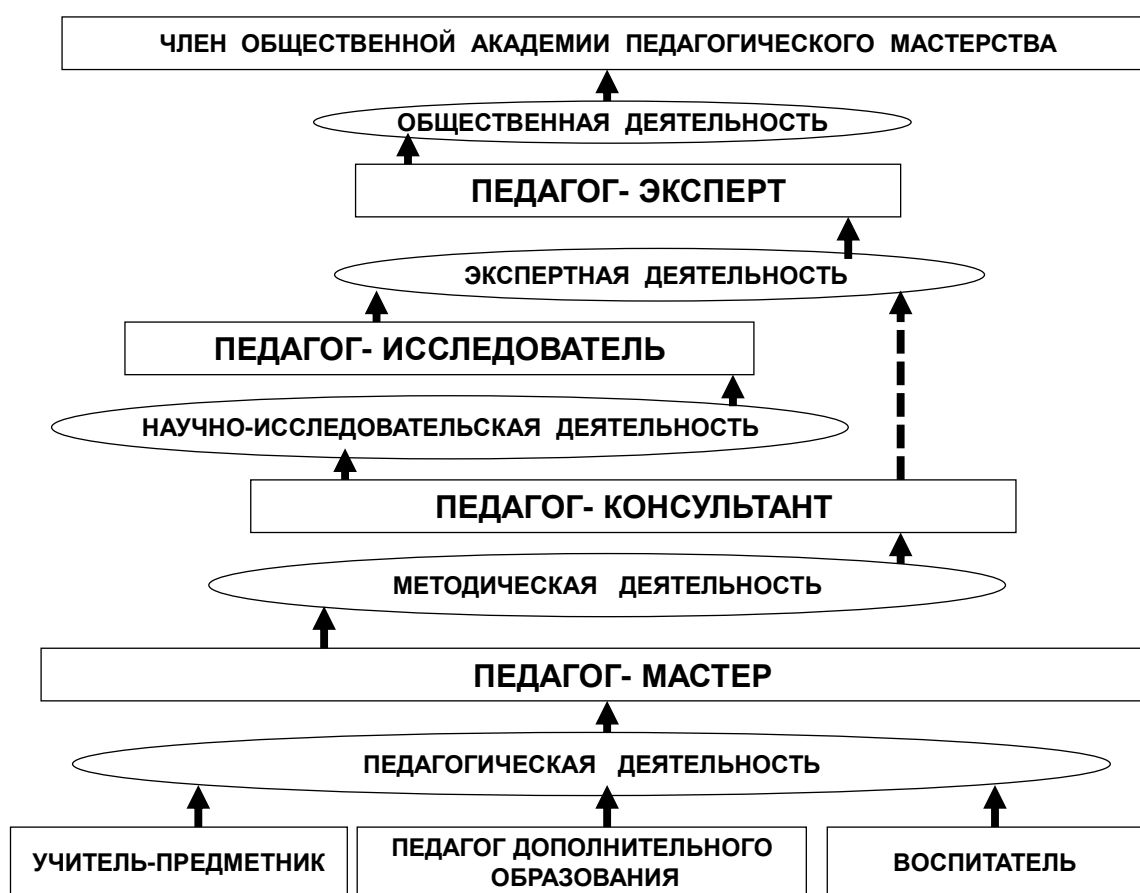 ЧЛЕН ОБЩЕСТВЕННОЙ АКАДЕМИИ ПЕДАГОГИЧЕСКОГО МАСТЕРСТВА
ОБЩЕСТВЕННАЯ ДЕЯТЕЛЬНОСТЬ
ПЕДАГОГ- ЭКСПЕРТ
ЭКСПЕРТНАЯ ДЕЯТЕЛЬНОСТЬ
ПЕДАГОГ- ИССЛЕДОВАТЕЛЬ
НАУЧНО-ИССЛЕДОВАТЕЛЬСКАЯ ДЕЯТЕЛЬНОСТЬ
ПЕДАГОГ- КОНСУЛЬТАНТ
МЕТОДИЧЕСКАЯ ДЕЯТЕЛЬНОСТЬ
ПЕДАГОГ- МАСТЕР
ПЕДАГОГИЧЕСКАЯ ДЕЯТЕЛЬНОСТЬ
УЧИТЕЛЬ-ПРЕДМЕТНИК
ПЕДАГОГ ДОПОЛНИТЕЛЬНОГО
ОБРАЗОВАНИЯ
ВОСПИТАТЕЛЬ